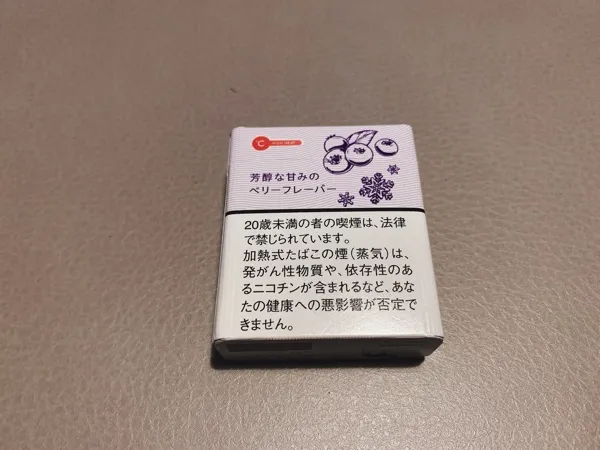 ℃
芳醇な甘みの
ベリーフレーバー
20歳未満の者の喫煙は、法律
で禁じられています。
加熱式たばこの煙(蒸気)は、
発がん性物質や、依存性のあ
るニコチンが含まれるなど、あな
たの健康への悪影響が否定で
きません。